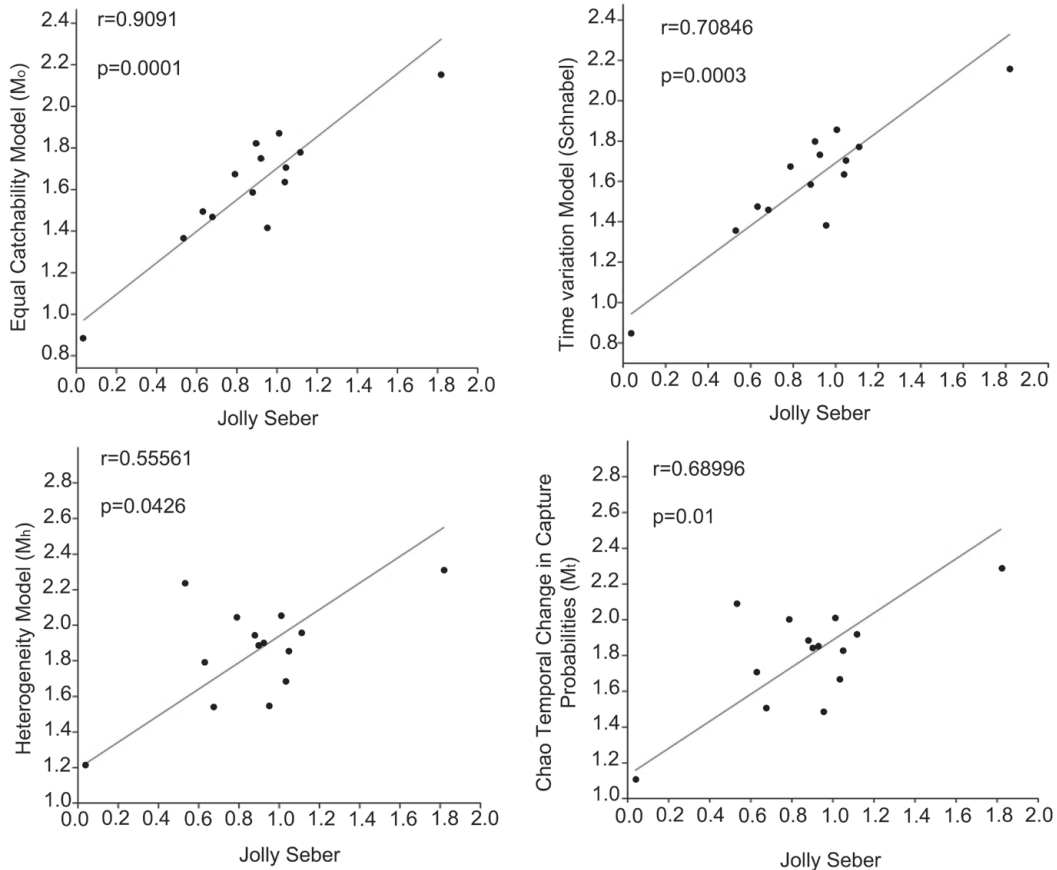 r=0.9091
p=0.0001
Equal Catchability Model (Mo)
2.4
2.2
2.0
1.8
1.6
1.4
1.2
1.0
0.8
0.0 0.2 0.4 0.6 0.8 1.0 1.2 1.4 1.6 1.8 2.0
Jolly Seber
r=0.70846
p=0.0003
Time variation Model (Schnabel)
2.4
2.2
2.0
1.8
1.6
1.4
1.2
1.0
0.8
0.0 0.2 0.4 0.6 0.8 1.0 1.2 1.4 1.6 1.8 2.0
Jolly Seber
r=0.55561
p=0.0426
Heterogeneity Model (Mh)
2.8
2.6
2.4
2.2
2.0
1.8
1.6
1.4
1.2
1.0
0.0 0.2 0.4 0.6 0.8 1.0 1.2 1.4 1.6 1.8 2.0
Jolly Seber
r=0.68996
p=0.01
Chao Temporal Change in Capture
Probabilities (Mt)
2.8
2.6
2.4
2.2
2.0
1.8
1.6
1.4
1.2
1.0
0.0 0.2 0.4 0.6 0.8 1.0 1.2 1.4 1.6 1.8 2.0
Jolly Seber